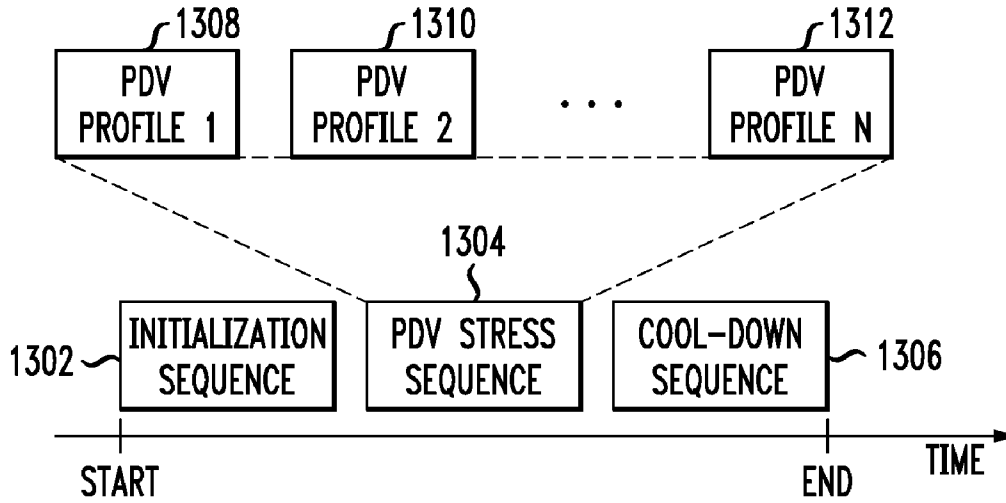 1308
1310
1312
PDV
PROFILE 1
PDV
PROFILE 2
...
PDV
PROFILE N
1304
1302
INITIALIZATION
SEQUENCE
PDV STRESS
SEQUENCE
COOL-DOWN
SEQUENCE
1306
START
END
TIME